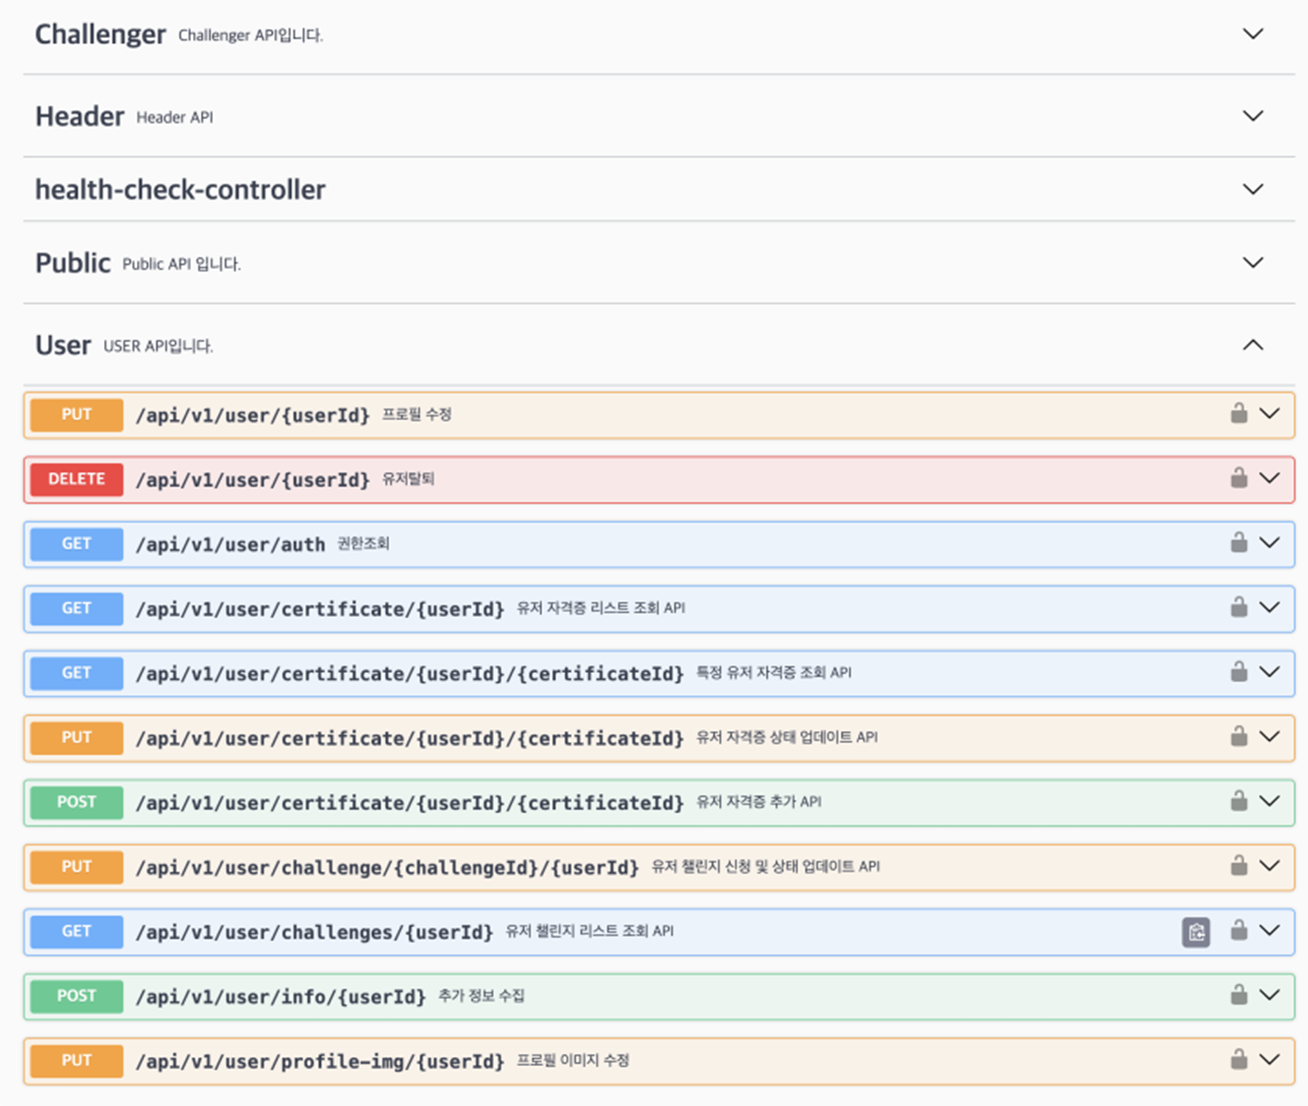 Challenger Challenger API입니다.
Header Header API
health-check-controller
Public Public API 입니다.
User USER API입니다.
PUT /api/v1/user/{userId} 프로필 수정
DELETE /api/v1/user/{userId} 유저탈퇴
GET /api/v1/user/auth 권한조회
GET /api/v1/user/certificate/{userId} 유저 자격증 리스트 조회 API
GET /api/v1/user/certificate/{userId}/{certificateId} 특정 유저 자격증 조회 API
PUT /api/v1/user/certificate/{userId}/{certificateId} 유저 자격증 상태 업데이트 API
POST /api/v1/user/certificate/{userId}/{certificateId} 유저 자격증 추가 API
PUT /api/v1/user/challenge/{challengeId}/{userId} 유저 챌린지 신청 및 상태 업데이트 API
GET /api/v1/user/challenges/{userId} 유저 챌린지 리스트 조회 API
POST /api/v1/user/info/{userId} 추가 정보 수집
PUT /api/v1/user/profile-img/{userId} 프로필 이미지 수정